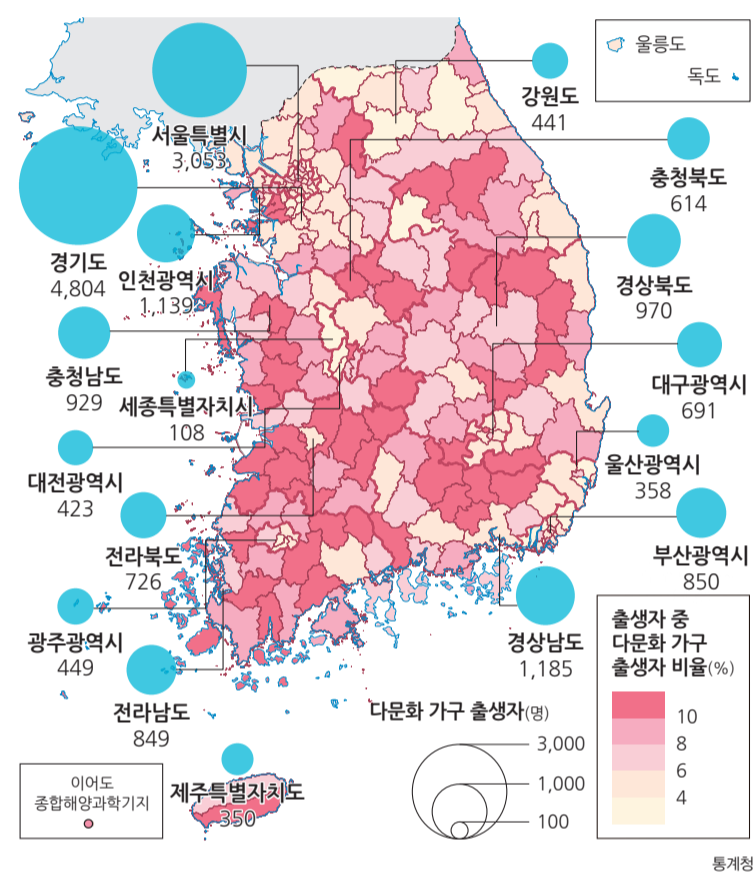 울릉도
독도
강원도
441
서울특별시
3,053
충청북도
614
경기도
4,804
인천광역시
1,139
경상북도
970
충청남도
929
세종특별자치시
108
대구광역시
691
대전광역시
423
울산광역시
358
전라북도
726
부산광역시
850
광주광역시
449
경상남도
1,185
전라남도
849
출생자 중
다문화 가구
출생자 비율(%)
10
8
6
4
다문화 가구 출생자(명)
3,000
1,000
100
이어도
종합해양과학기지
제주특별자치도
350
통계청